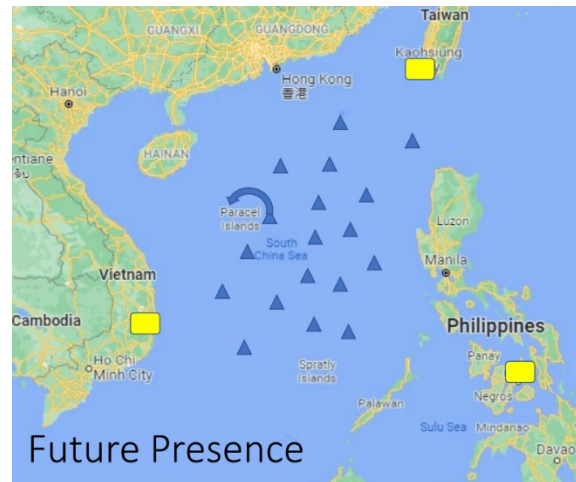 Taiwan
GUANGXI
GUANGDONG
Kaohsiung
Hong Kong
香港
Hanoi
HAINAN
Paracel
Islands
Luzon
South
China Sea
Manila
Vietnam
Cambodia
Philippines
Ho Chi
Minh City
Panay
Spratly
Islands
Negros
Palawan
Sulu Sea
Mindanao
Davao
Future Presence